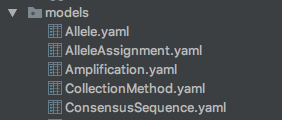 models
Allele.yaml
AlleleAssignment.yaml
Amplification.yaml
CollectionMethod.yaml
ConsensusSequence.yaml